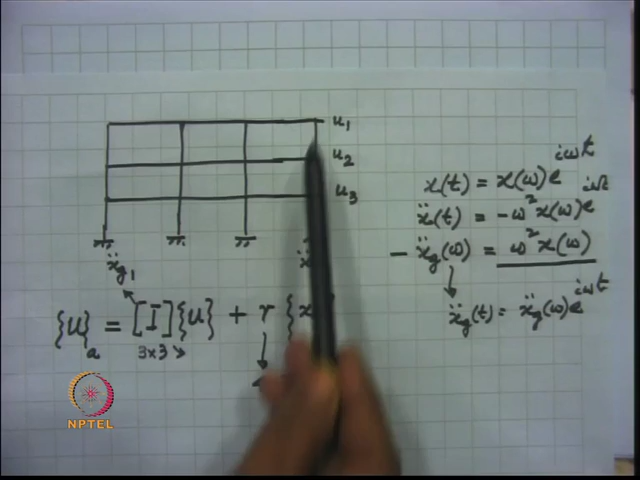 u₁
u₂
u₃
ẍg₁
ẍ
{u}ₐ = [I]{u} + r {x
3×3
x(t) = x(ω)e^{iωt}
ẍ(t) = -ω²x(ω)e^{iωt}
- ẍg(ω) = ω²x(ω)
ẍg(t) = ẍg(ω)e^{iωt}
NPTEL